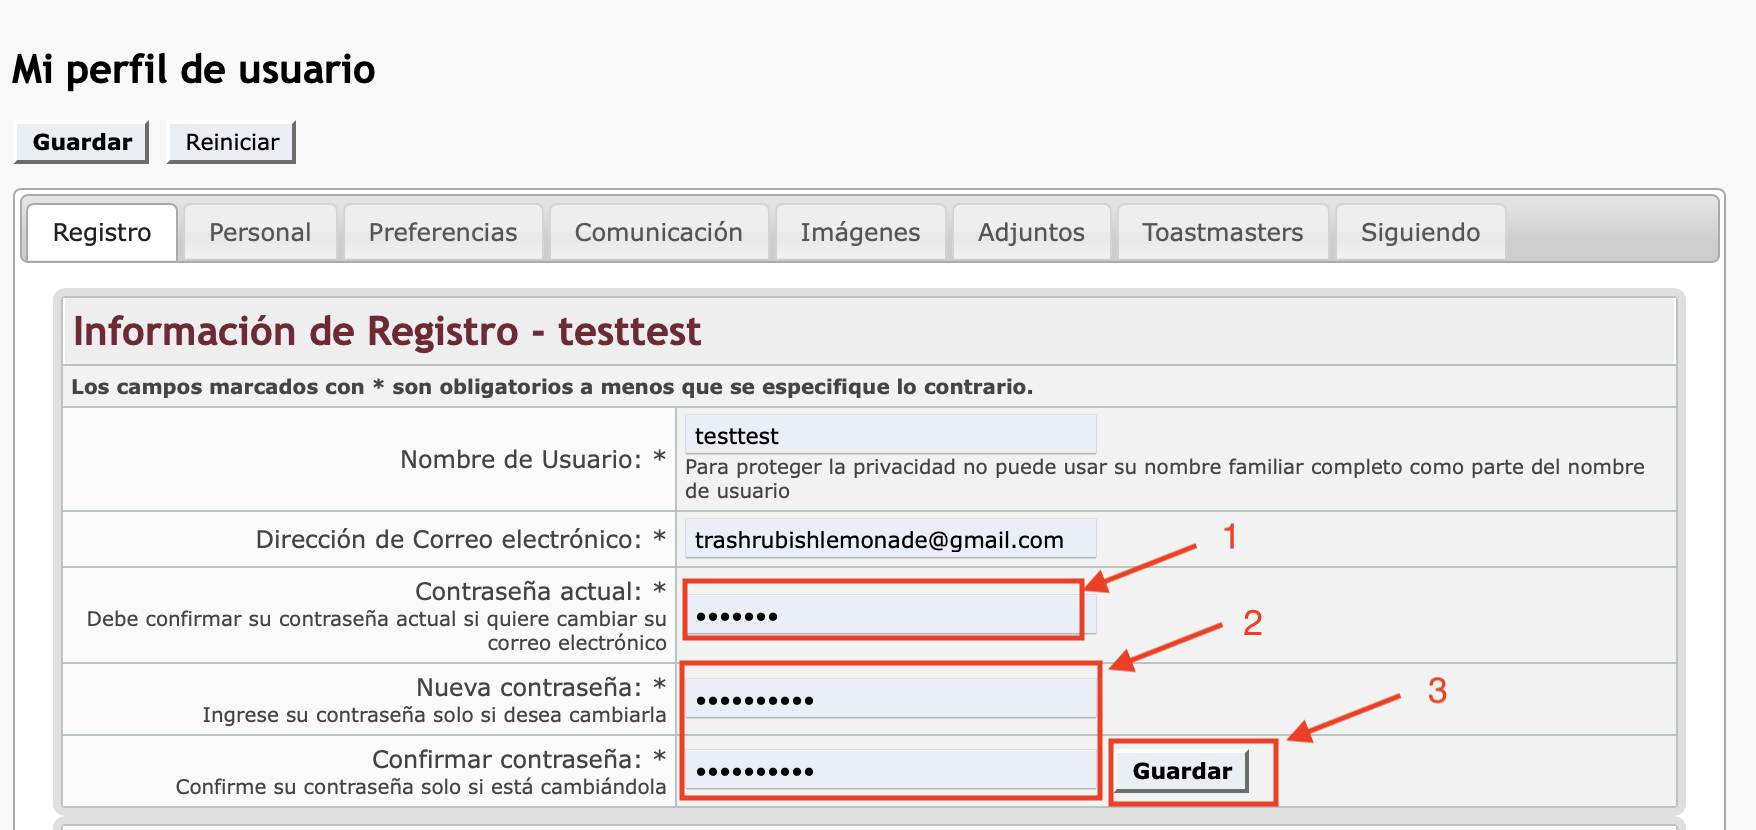 Mi perfil de usuario
Guardar Reiniciar
Registro Personal Preferencias Comunicación Imágenes Adjuntos Toastmasters Siguiendo
Información de Registro - testtest
Los campos marcados con * son obligatorios a menos que se especifique lo contrario.
Nombre de Usuario: * testtest
Para proteger la privacidad no puede usar su nombre familiar completo como parte del nombre
de usuario
Dirección de Correo electrónico: * trashrubishlemonade@gmail.com
1
Contraseña actual: *
Debe confirmar su contraseña actual si quiere cambiar su
correo electrónico
•••••••
2
Nueva contraseña: *
Ingrese su contraseña solo si desea cambiarla
••••••••••
3
Confirmar contraseña: *
Confirme su contraseña solo si está cambiándola
••••••••••
Guardar